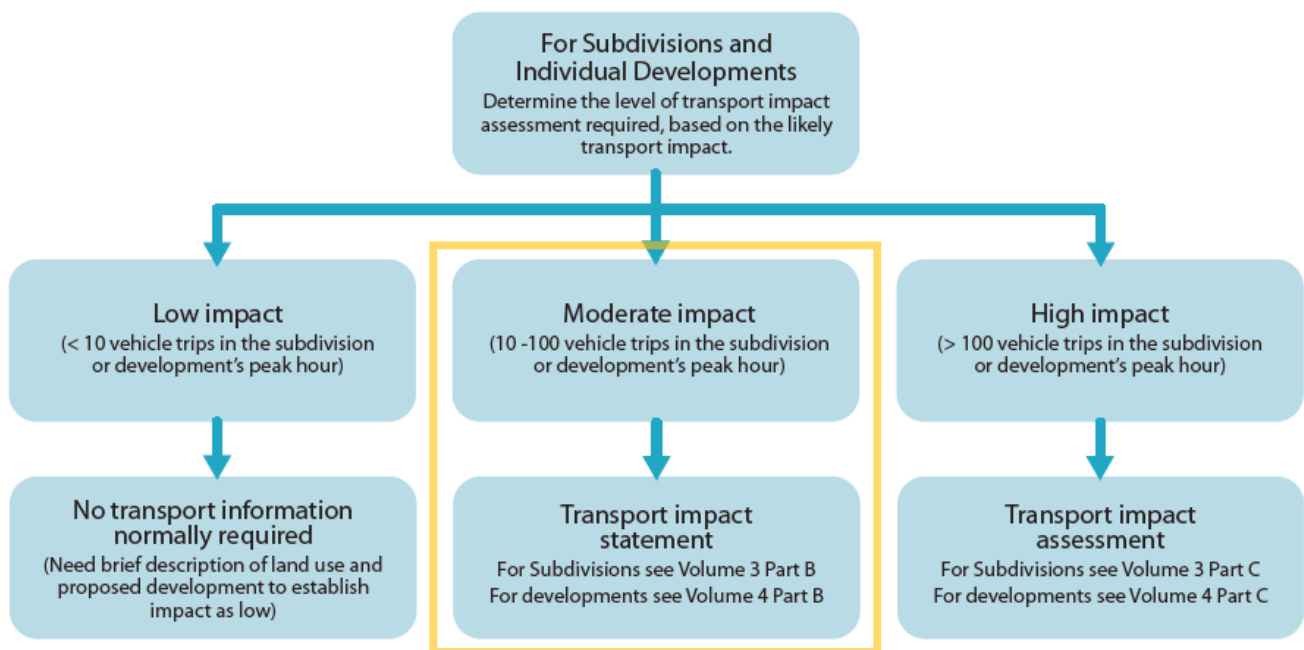 For Subdivisions and
Individual Developments
Determine the level of transport impact
assessment required, based on the likely
transport impact.
Low impact
(< 10 vehicle trips in the subdivision
or development's peak hour)
Moderate impact
(10 -100 vehicle trips in the subdivision
or development's peak hour)
High impact
(> 100 vehicle trips in the subdivision
or development's peak hour)
No transport information
normally required
(Need brief description of land use and
proposed development to establish
impact as low)
Transport impact
statement
For Subdivisions see Volume 3 Part B
For developments see Volume 4 Part B
Transport impact
assessment
For Subdivisions see Volume 3 Part C
For developments see Volume 4 Part C